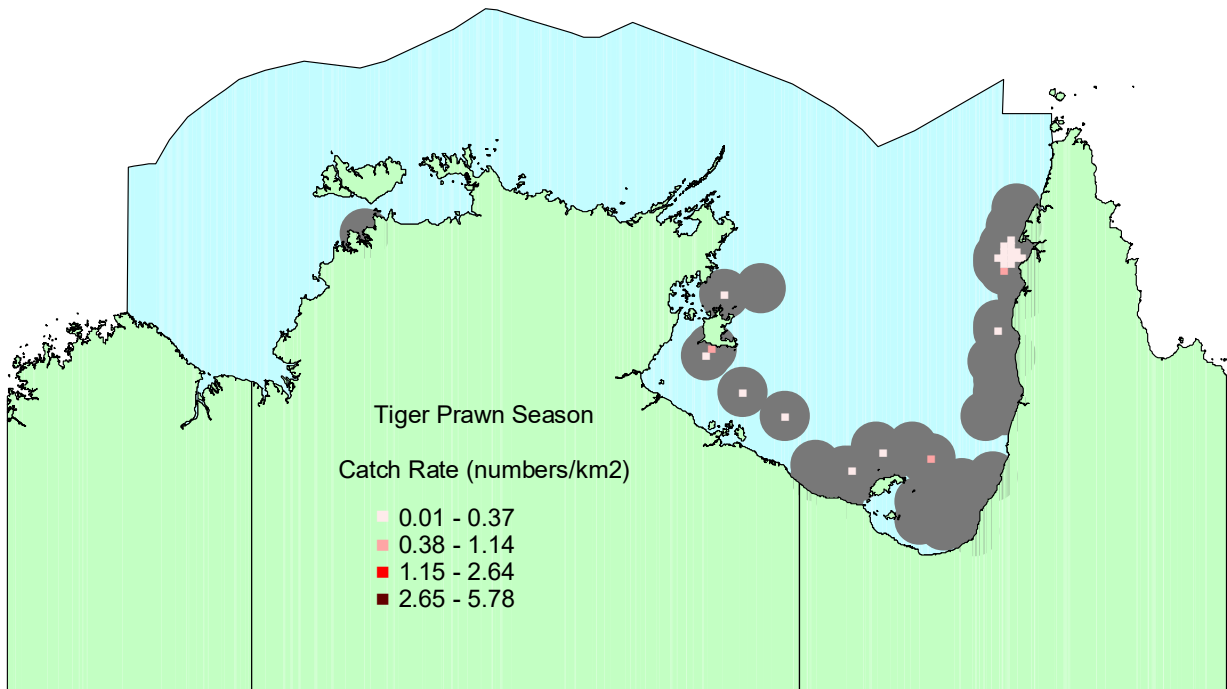 Tiger Prawn Season
Catch Rate (numbers/km2)
0.01 - 0.37
0.38 - 1.14
1.15 - 2.64
2.65 - 5.78